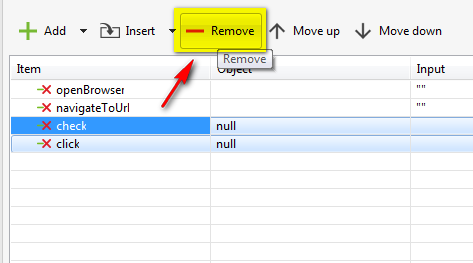 Add Insert Remove Move up Move down
Remove
Item Object Input
openBrowser ""
navigateToUrl ""
check null
click null